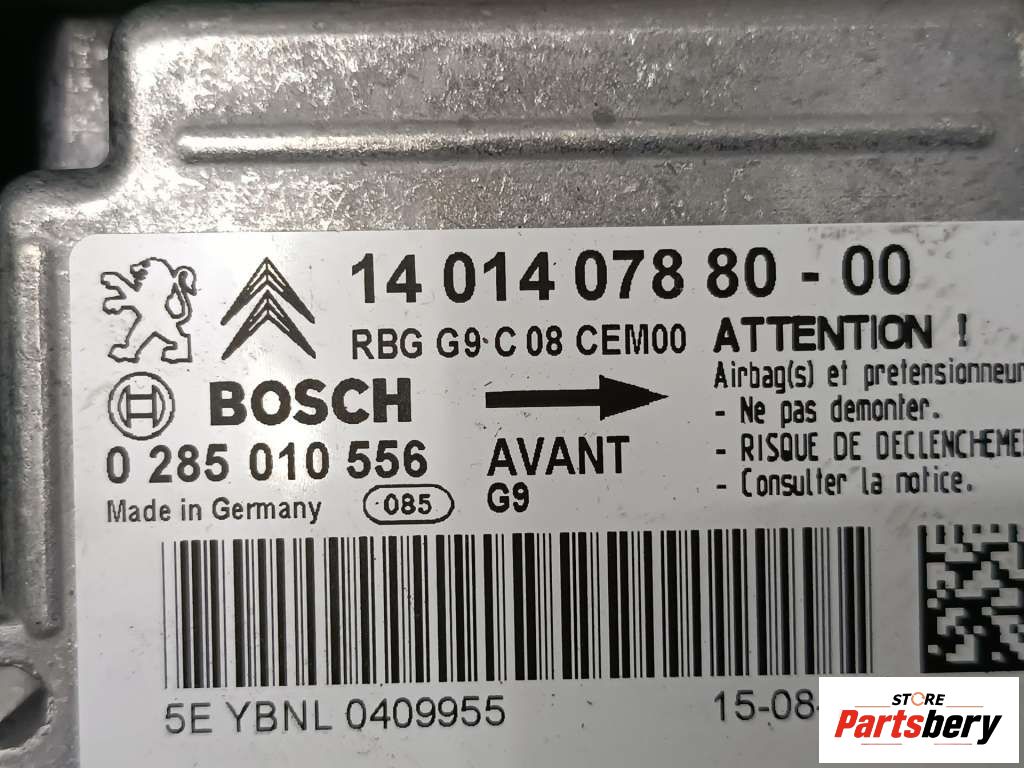 14 014 078 80 - 00
RBG G9·C 08 CEM00
BOSCH
0 285 010 556
Made in Germany
085
AVANT
G9
ATTENTION !
Airbag(s) et pretensionneur
- Ne pas demonter.
- RISQUE DE DECLENCHEME
- Consulter la notice.
5E YBNL 0409955
15-08-
STORE
Partsbery